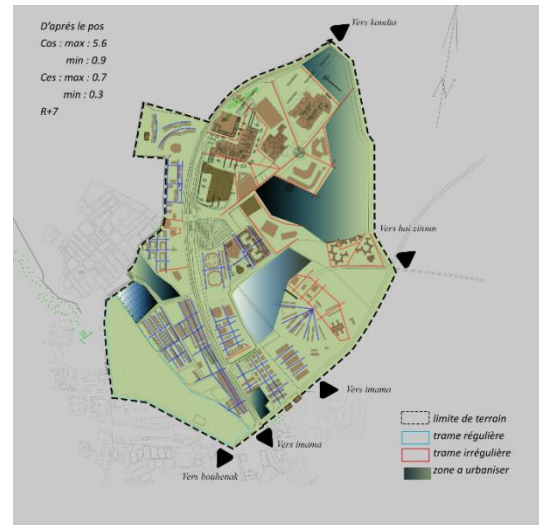 D'après le pos
Cos : max : 5.6
min : 0.9
Ces : max : 0.7
min : 0.3
R+7
Vers koudia
Vers hai zitoun
Vers imama
Vers imama
Vers bouhenak
limite de terrain
trame régulière
trame irrégulière
zone a urbaniser